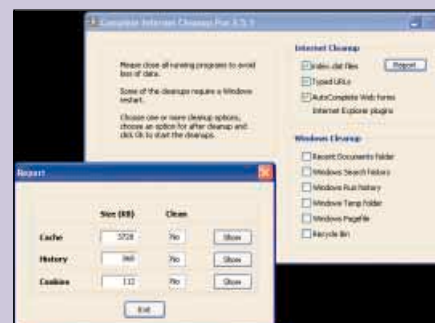 Complete Internet Cleanup Pro 3.5.1
Please close all running programs to avoid
loss of data.
Some of the cleanups require a Windows
restart.
Choose one or more cleanup options,
choose an option for after cleanup and
click Ok to start the cleanups.
Internet Cleanup
Index.dat files
Report
Typed URLs
AutoComplete Web forms
Internet Explorer plugins
Windows Cleanup
Recent Documents folder
Windows Search history
Windows Run history
Windows Temp folder
Windows Pagefile
Recycle Bin
Report
Size (KB) Clean
Cache 3728 No Show
History No Show
Cookies 112 No Show
Exit